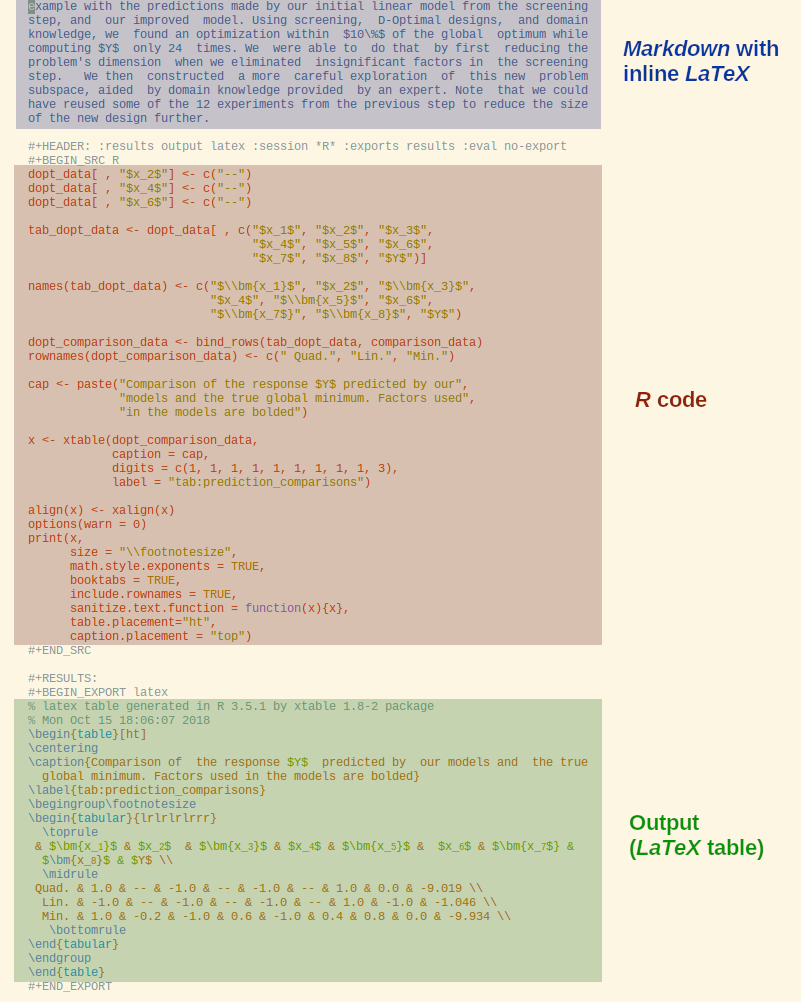 example with the predictions made by our initial linear model from the screening
step, and  our improved  model. Using screening,  D-Optimal designs,  and domain
knowledge, we  found an optimization within  $10\%$ of the global  optimum while
computing $Y$  only 24  times. We  were able to  do that  by first  reducing the
problem's dimension  when we eliminated  insignificant factors in  the screening
step.   We then  constructed  a more  careful exploration  of  this new  problem
subspace, aided  by domain knowledge provided  by an expert. Note  that we could
have reused some of the 12 experiments from the previous step to reduce the size
of the new design further.
Markdown with
inline LaTeX
#+HEADER: :results output latex :session *R* :exports results :eval no-export
#+BEGIN_SRC R
dopt_data[ , "$x_2$"] <- c("--")
dopt_data[ , "$x_4$"] <- c("--")
dopt_data[ , "$x_6$"] <- c("--")
tab_dopt_data <- dopt_data[ , c("$x_1$", "$x_2$", "$x_3$",
"$x_4$", "$x_5$", "$x_6$",
"$x_7$", "$x_8$", "$Y$")]
names(tab_dopt_data) <- c("$\\bm{x_1}$", "$x_2$", "$\\bm{x_3}$",
"$x_4$", "$\\bm{x_5}$", "$x_6$",
"$\\bm{x_7$}", "$\\bm{x_8}$", "$Y$")
dopt_comparison_data <- bind_rows(tab_dopt_data, comparison_data)
rownames(dopt_comparison_data) <- c(" Quad.", "Lin.", "Min.")
cap <- paste("Comparison of the response $Y$ predicted by our",
"models and the true global minimum. Factors used",
"in the models are bolded")
R code
x <- xtable(dopt_comparison_data,
caption = cap,
digits = c(1, 1, 1, 1, 1, 1, 1, 1, 1, 3),
label = "tab:prediction_comparisons")
align(x) <- xalign(x)
options(warn = 0)
print(x,
size = "\\footnotesize",
math.style.exponents = TRUE,
booktabs = TRUE,
include.rownames = TRUE,
sanitize.text.function = function(x){x},
table.placement="ht",
caption.placement = "top")
#+END_SRC
#+RESULTS:
#+BEGIN_EXPORT latex
% latex table generated in R 3.5.1 by xtable 1.8-2 package
% Mon Oct 15 18:06:07 2018
\begin{table}[ht]
\centering
\caption{Comparison of  the response $Y$  predicted by  our models and  the true
global minimum. Factors used in the models are bolded}
\label{tab:prediction_comparisons}
\begingroup\footnotesize
\begin{tabular}{lrlrlrlrrr}
\toprule
& $\bm{x_1}$ & $x_2$  & $\bm{x_3}$ & $x_4$ & $\bm{x_5}$ &  $x_6$ & $\bm{x_7$} &
$\bm{x_8}$ & $Y$ \\
\midrule
Quad. & 1.0 & -- & -1.0 & -- & -1.0 & -- & 1.0 & 0.0 & -9.019 \\
Lin. & -1.0 & -- & -1.0 & -- & -1.0 & -- & 1.0 & -1.0 & -1.046 \\
Min. & 1.0 & -0.2 & -1.0 & 0.6 & -1.0 & 0.4 & 0.8 & 0.0 & -9.934 \\
\bottomrule
\end{tabular}
\endgroup
\end{table}
#+END_EXPORT
Output
(LaTeX table)